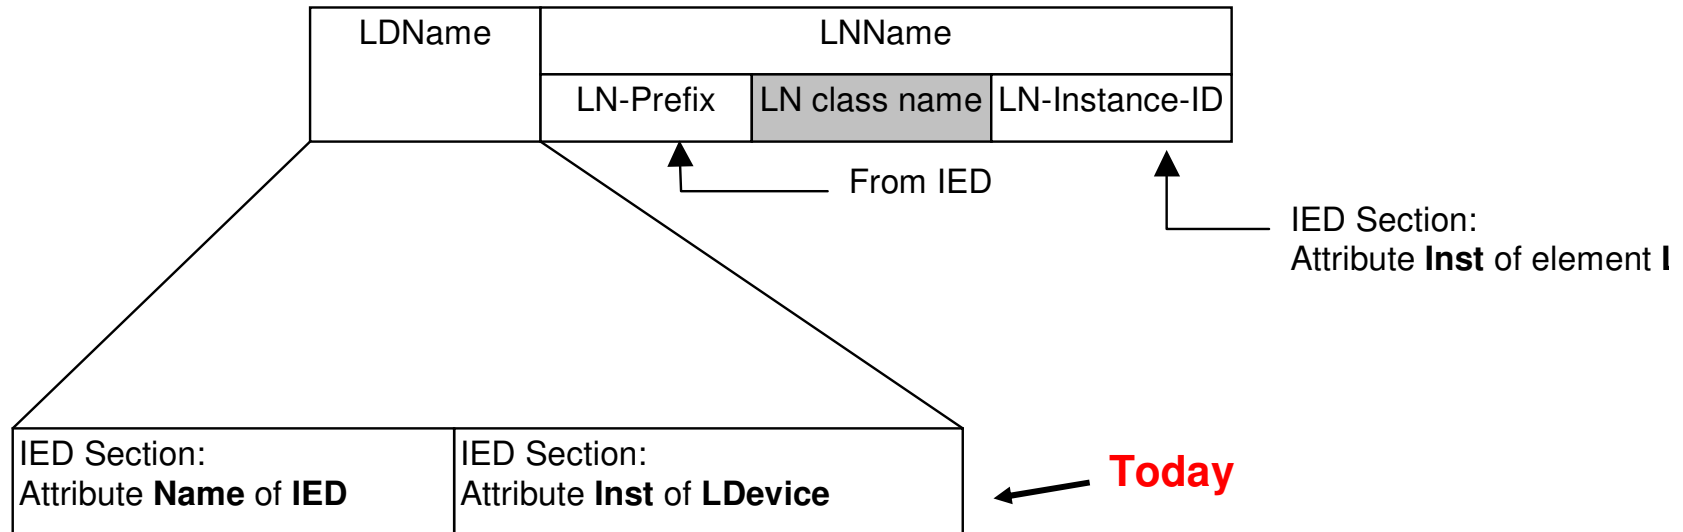 LDName
LNName
LN-Prefix
LN class name
LN-Instance-ID
From IED
IED Section:
Attribute Inst of element
IED Section:
Attribute Name of IED
IED Section:
Attribute Inst of LDevice
Today